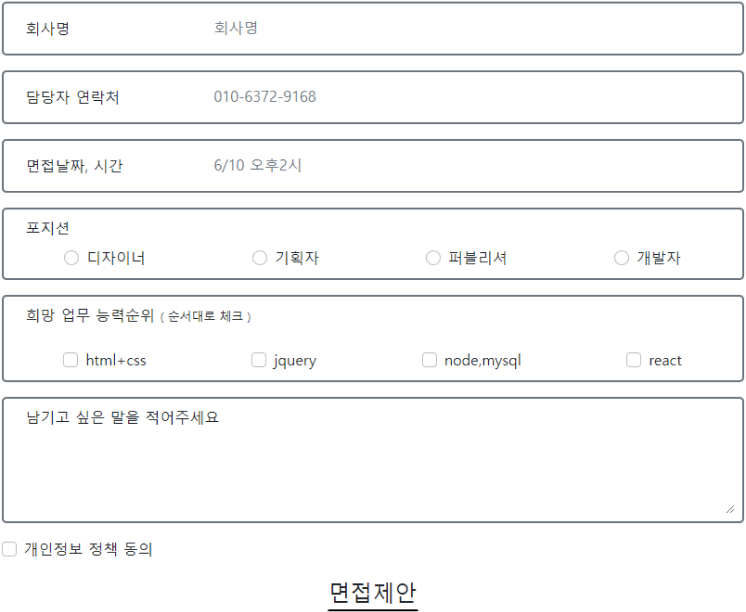 회사명 회사명
담당자 연락처 010-6372-9168
면접날짜, 시간 6/10 오후2시
포지션
디자이너 기획자 퍼블리셔 개발자
희망 업무 능력순위 ( 순서대로 체크 )
html+css jquery node,mysql react
남기고 싶은 말을 적어주세요
개인정보 정책 동의
면접제안